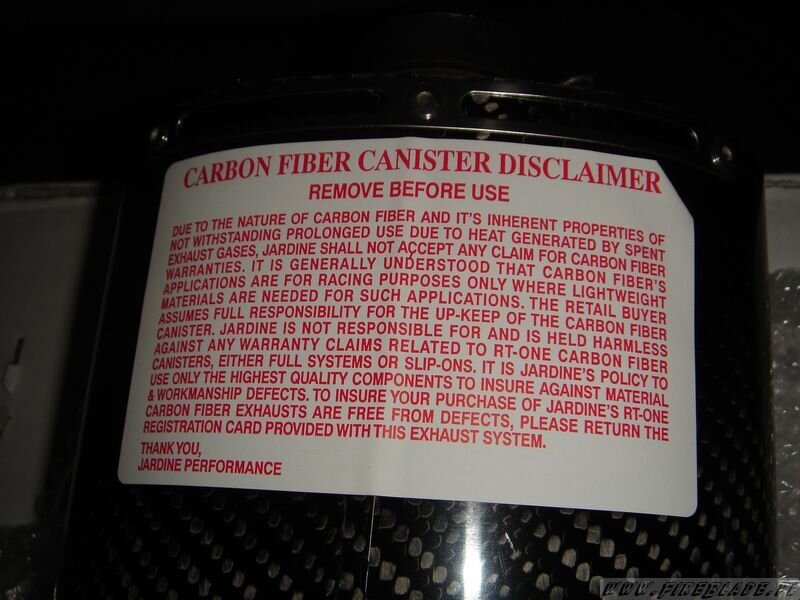 CARBON FIBER CANISTER DISCLAIMER
REMOVE BEFORE USE
DUE TO THE NATURE OF CARBON FIBER AND IT'S INHERENT PROPERTIES OF
NOT WITHSTANDING PROLONGED USE DUE TO HEAT GENERATED BY SPENT
EXHAUST GASES, JARDINE SHALL NOT ACCEPT ANY CLAIM FOR CARBON FIBER
WARRANTIES. IT IS GENERALLY UNDERSTOOD THAT CARBON FIBER'S
APPLICATIONS ARE FOR RACING PURPOSES ONLY WHERE LIGHTWEIGHT
MATERIALS ARE NEEDED FOR SUCH APPLICATIONS. THE RETAIL BUYER
ASSUMES FULL RESPONSIBILITY FOR THE UP-KEEP OF THE CARBON FIBER
CANISTER. JARDINE IS NOT RESPONSIBLE FOR AND IS HELD HARMLESS
AGAINST ANY WARRANTY CLAIMS RELATED TO RT-ONE CARBON FIBER
CANISTERS, EITHER FULL SYSTEMS OR SLIP-ONS. IT IS JARDINE'S POLICY TO
USE ONLY THE HIGHEST QUALITY COMPONENTS TO INSURE AGAINST MATERIAL
& WORKMANSHIP DEFECTS. TO INSURE YOUR PURCHASE OF JARDINE'S RT-ONE
CARBON FIBER EXHAUSTS ARE FREE FROM DEFECTS, PLEASE RETURN THE
REGISTRATION CARD PROVIDED WITH THIS EXHAUST SYSTEM.
THANK YOU,
JARDINE PERFORMANCE
WWW.FIREBLADE.PL